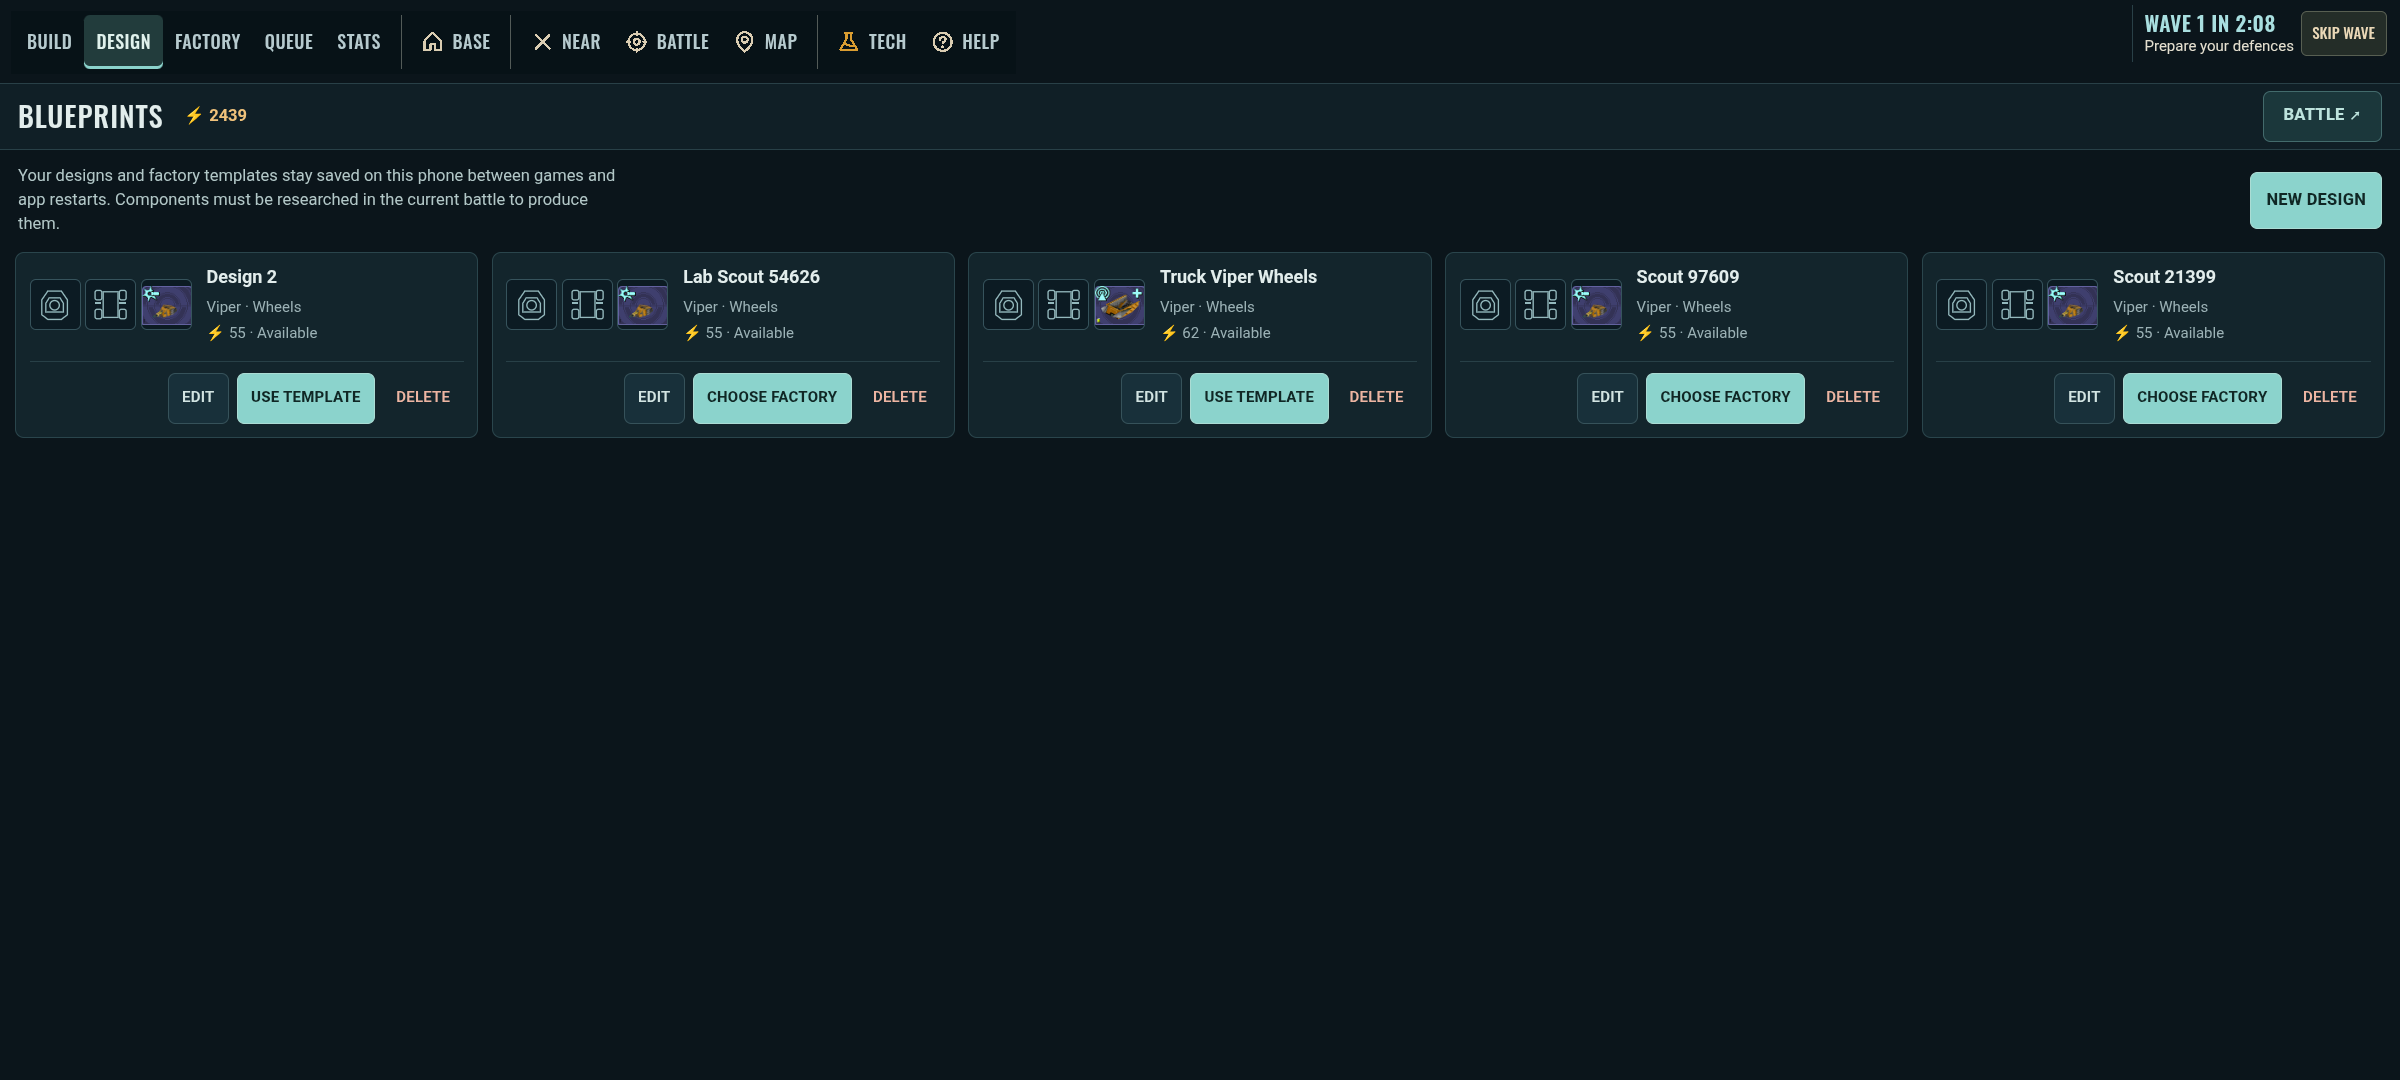 BUILD DESIGN FACTORY QUEUE STATS BASE NEAR BATTLE MAP TECH HELP
WAVE 1 IN 2:08
Prepare your defences
SKIP WAVE
BLUEPRINTS ⚡ 2439
BATTLE ↗
Your designs and factory templates stay saved on this phone between games and
app restarts. Components must be researched in the current battle to produce
them.
NEW DESIGN
Design 2
Viper · Wheels
⚡ 55 · Available
EDIT USE TEMPLATE DELETE
Lab Scout 54626
Viper · Wheels
⚡ 55 · Available
EDIT CHOOSE FACTORY DELETE
Truck Viper Wheels
Viper · Wheels
⚡ 62 · Available
EDIT USE TEMPLATE DELETE
Scout 97609
Viper · Wheels
⚡ 55 · Available
EDIT CHOOSE FACTORY DELETE
Scout 21399
Viper · Wheels
⚡ 55 · Available
EDIT CHOOSE FACTORY DELETE